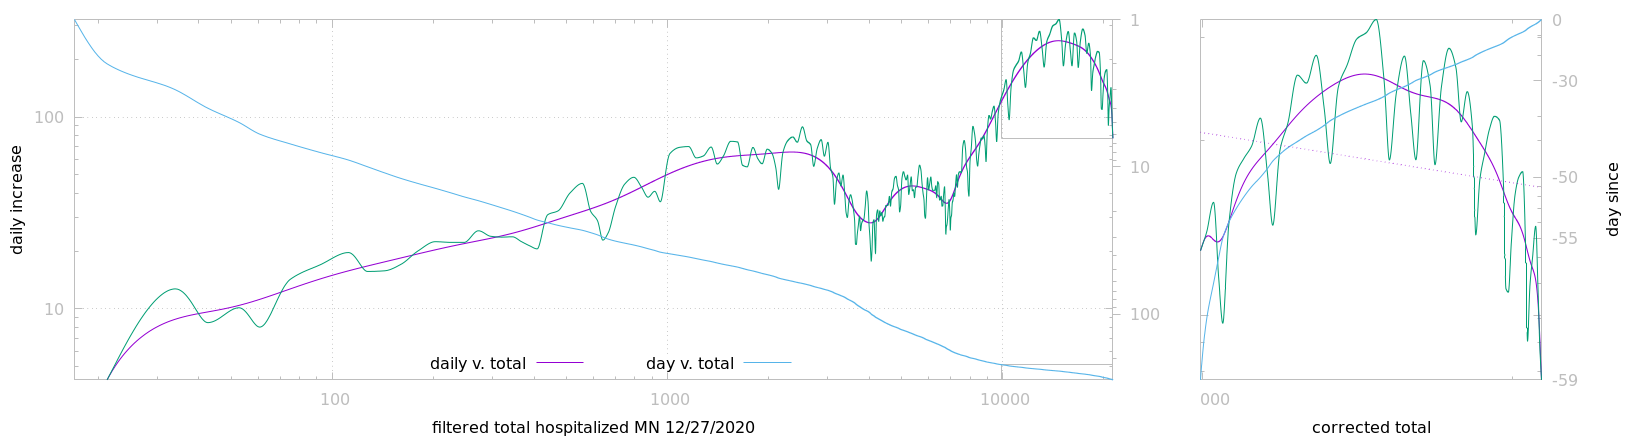 daily increase
100
10
daily v. total
day v. total
100
1000
10000
filtered total hospitalized MN 12/27/2020
1
10
100
000
corrected total
0
-30
-50
-55
-59
day since